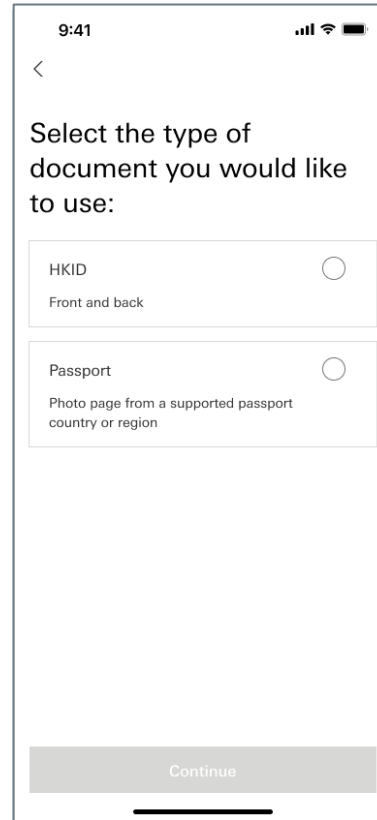 9:41
Select the type of
document you would like
to use:
HKID
Front and back
Passport
Photo page from a supported passport
country or region
Continue